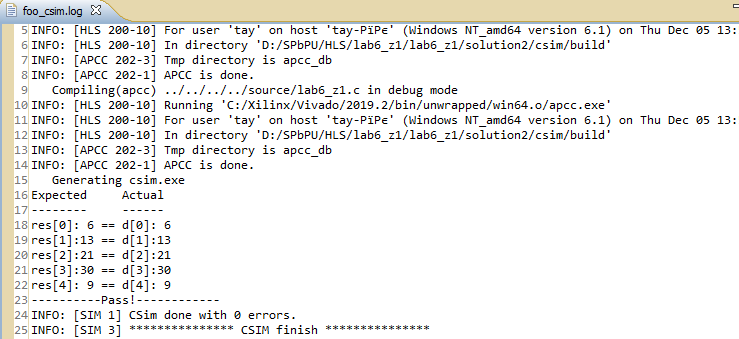 foo_csim.log
5 INFO: [HLS 200-10] For user 'tay' on host 'tay-PiPe' (Windows NT_amd64 version 6.1) on Thu Dec 05 13:
6 INFO: [HLS 200-10] In directory 'D:/SPbPU/HLS/lab6_z1/lab6_z1/solution2/csim/build'
7 INFO: [APCC 202-3] Tmp directory is apcc_db
8 INFO: [APCC 202-1] APCC is done.
9    Compiling(apcc) ../../../../source/lab6_z1.c in debug mode
10 INFO: [HLS 200-10] Running 'C:/Xilinx/Vivado/2019.2/bin/unwrapped/win64.o/apcc.exe'
11 INFO: [HLS 200-10] For user 'tay' on host 'tay-PiPe' (Windows NT_amd64 version 6.1) on Thu Dec 05 13:
12 INFO: [HLS 200-10] In directory 'D:/SPbPU/HLS/lab6_z1/lab6_z1/solution2/csim/build'
13 INFO: [APCC 202-3] Tmp directory is apcc_db
14 INFO: [APCC 202-1] APCC is done.
15    Generating csim.exe
16 Expected     Actual
17 --------     ------
18 res[0]: 6 == d[0]: 6
19 res[1]:13 == d[1]:13
20 res[2]:21 == d[2]:21
21 res[3]:30 == d[3]:30
22 res[4]: 9 == d[4]: 9
23 ----------Pass!------------
24 INFO: [SIM 1] CSim done with 0 errors.
25 INFO: [SIM 3] *************** CSIM finish ***************